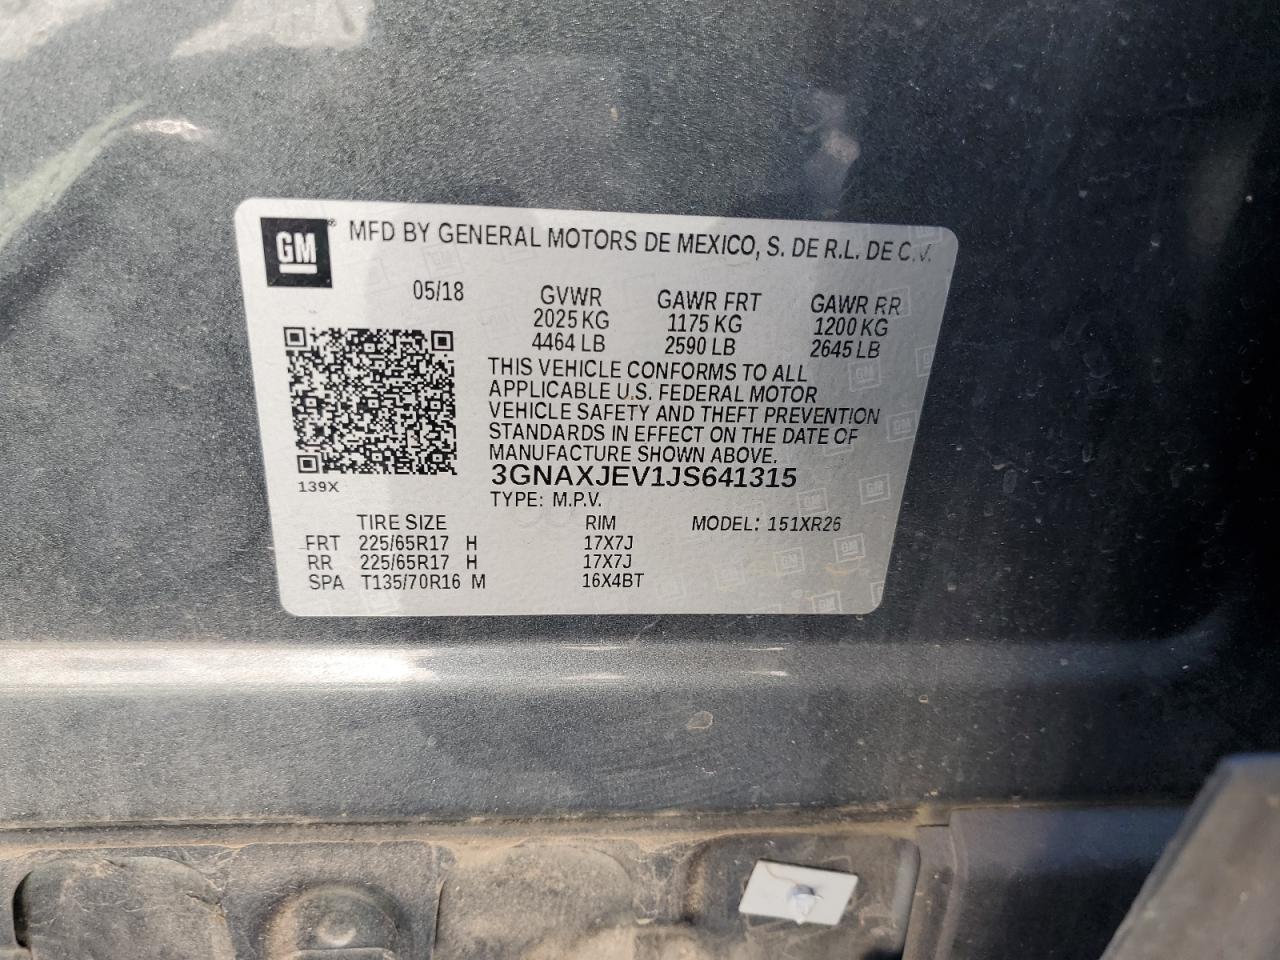 GM® MFD BY GENERAL MOTORS DE MEXICO, S. DE R.L. DE C.V.
05/18 GVWR GAWR FRT GAWR RR
2025 KG 1175 KG 1200 KG
4464 LB 2590 LB 2645 LB
THIS VEHICLE CONFORMS TO ALL
APPLICABLE U.S. FEDERAL MOTOR
VEHICLE SAFETY AND THEFT PREVENTION
STANDARDS IN EFFECT ON THE DATE OF
MANUFACTURE SHOWN ABOVE.
3GNAXJEV1JS641315
139X
TYPE: M.P.V.
TIRE SIZE RIM MODEL: 151XR26
FRT 225/65R17 H 17X7J
RR 225/65R17 H 17X7J
SPA T135/70R16 M 16X4BT